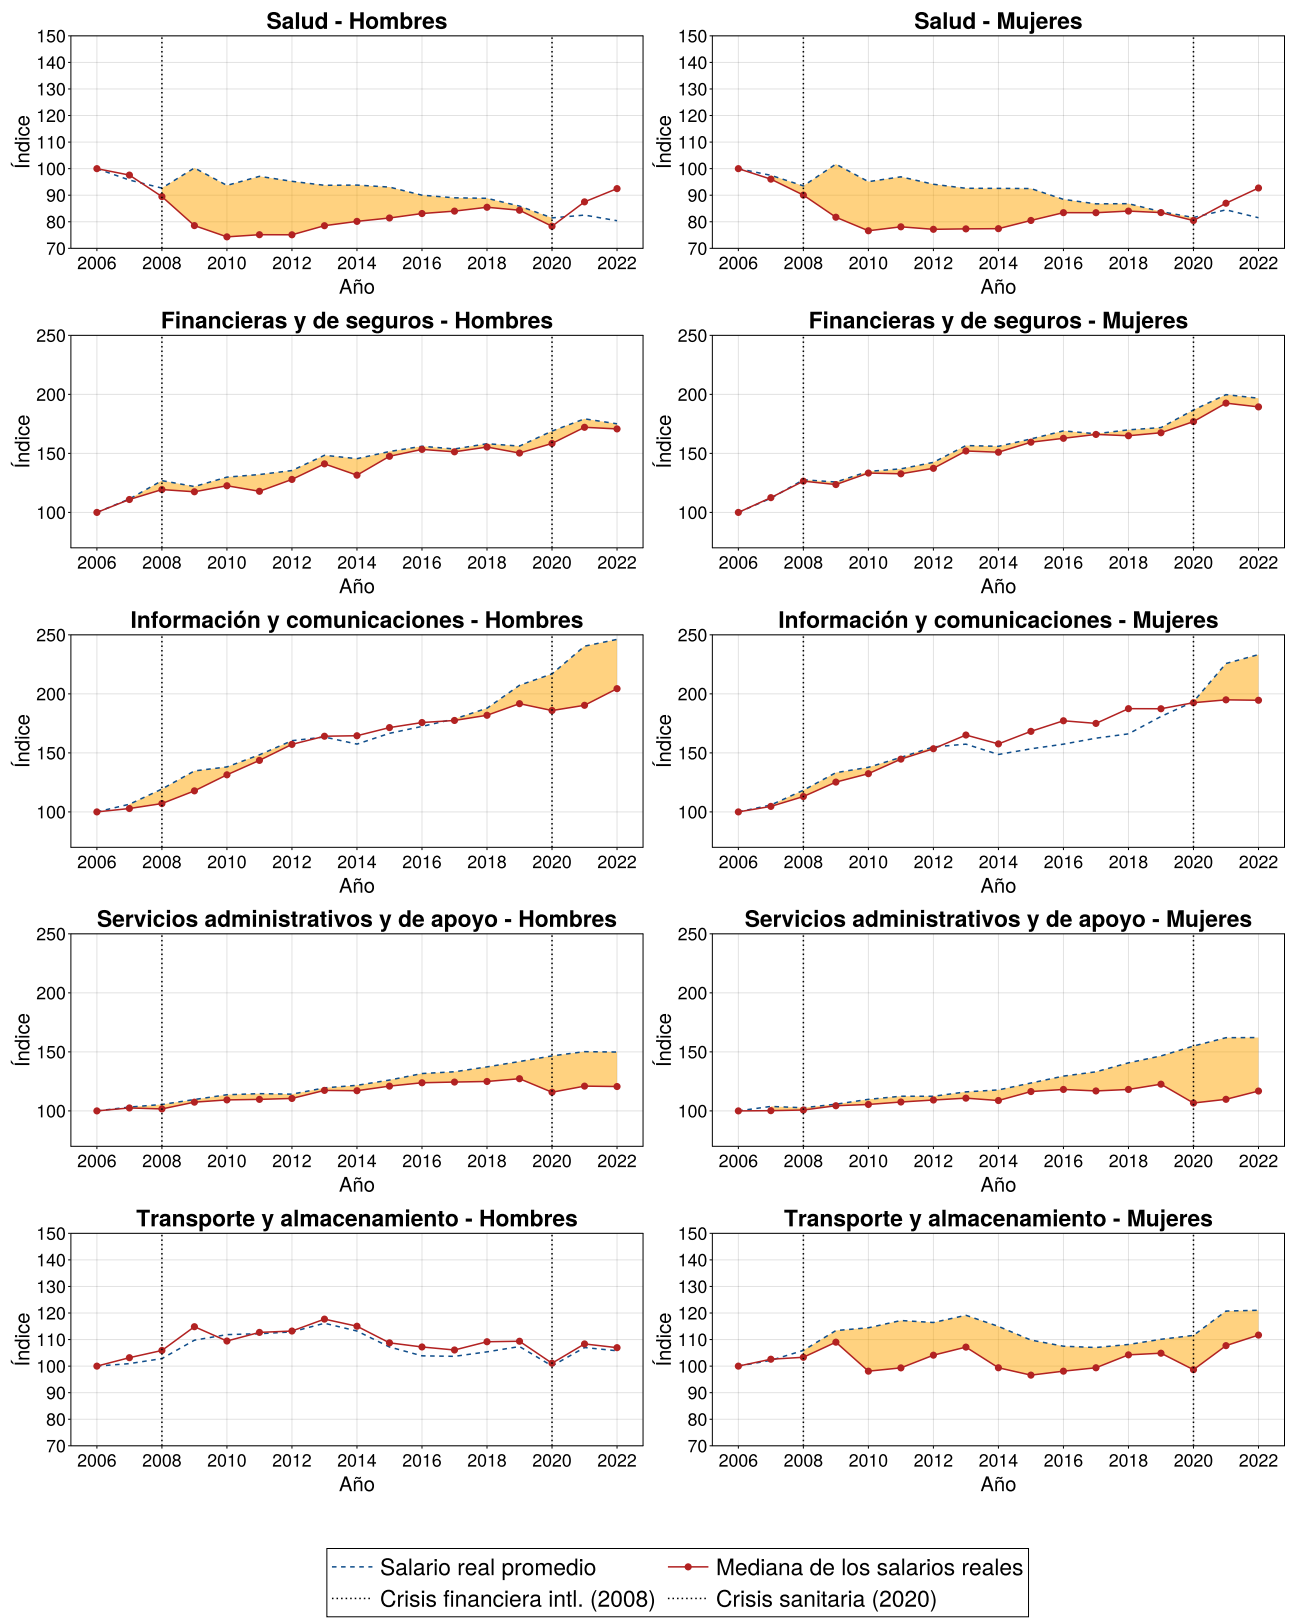 Salud - Hombres
Índice
150
140
130
120
110
100
90
80
70
2006 2008 2010 2012 2014 2016 2018 2020 2022
Año
Salud - Mujeres
Índice
150
140
130
120
110
100
90
80
70
2006 2008 2010 2012 2014 2016 2018 2020 2022
Año
Financieras y de seguros - Hombres
Índice
250
200
150
100
2006 2008 2010 2012 2014 2016 2018 2020 2022
Año
Financieras y de seguros - Mujeres
Índice
250
200
150
100
2006 2008 2010 2012 2014 2016 2018 2020 2022
Año
Información y comunicaciones - Hombres
Índice
250
200
150
100
2006 2008 2010 2012 2014 2016 2018 2020 2022
Año
Información y comunicaciones - Mujeres
Índice
250
200
150
100
2006 2008 2010 2012 2014 2016 2018 2020 2022
Año
Servicios administrativos y de apoyo - Hombres
Índice
250
200
150
100
2006 2008 2010 2012 2014 2016 2018 2020 2022
Año
Servicios administrativos y de apoyo - Mujeres
Índice
250
200
150
100
2006 2008 2010 2012 2014 2016 2018 2020 2022
Año
Transporte y almacenamiento - Hombres
Índice
150
140
130
120
110
100
90
80
70
2006 2008 2010 2012 2014 2016 2018 2020 2022
Año
Transporte y almacenamiento - Mujeres
Índice
150
140
130
120
110
100
90
80
70
2006 2008 2010 2012 2014 2016 2018 2020 2022
Año
Salario real promedio
Mediana de los salarios reales
Crisis financiera intl. (2008)
Crisis sanitaria (2020)